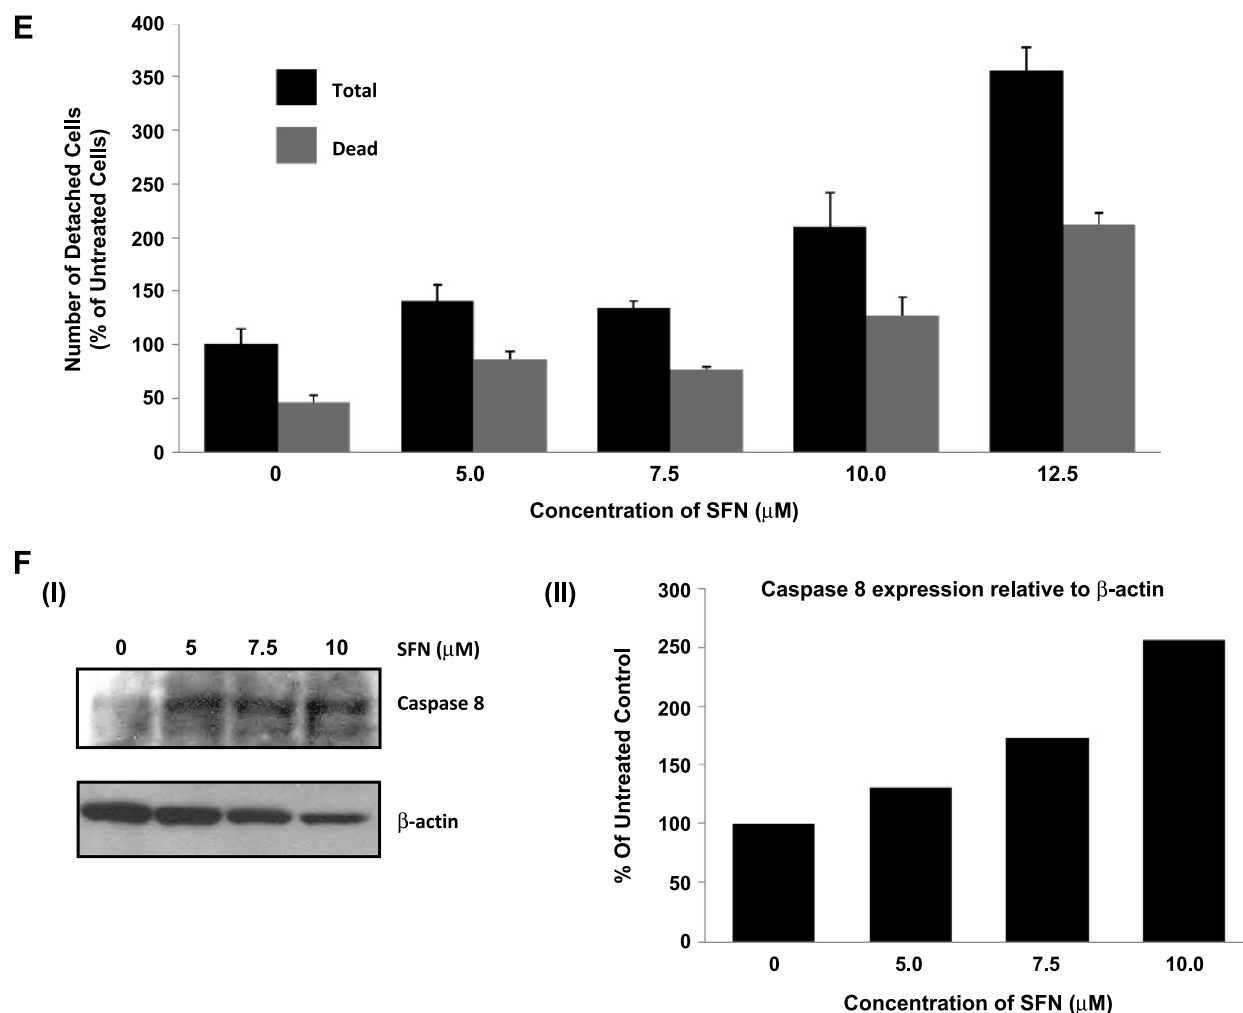 E
400
350
300
250
200
150
100
50
0
Number of Detached Cells
(% of Untreated Cells)
Total
Dead
0 5.0 7.5 10.0 12.5
Concentration of SFN (μM)
F
(I)
0 5 7.5 10 SFN (μM)
Caspase 8
β-actin
(II)
Caspase 8 expression relative to β-actin
300
250
200
150
100
50
0
% Of Untreated Control
0 5.0 7.5 10.0
Concentration of SFN (μM)